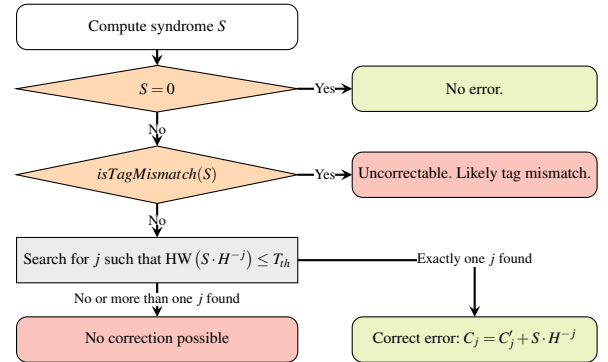 Compute syndrome S
S = 0
Yes
No error.
No
isTagMismatch(S)
Yes
Uncorrectable. Likely tag mismatch.
No
Search for j such that HW (S · H^{-j}) ≤ T_{th}
Exactly one j found
No or more than one j found
No correction possible
Correct error: C_j = C'_j + S · H^{-j}